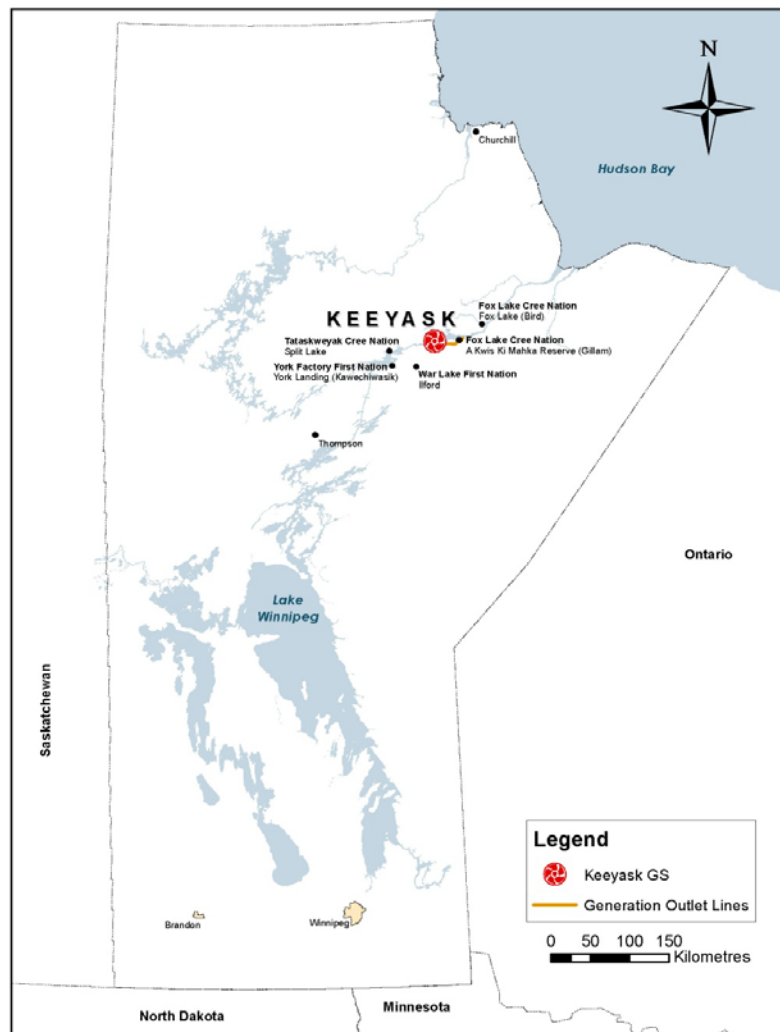 N
Churchill
Hudson Bay
KEEYASK
Fox Lake Cree Nation
Fox Lake (Bird)
Tataskweyak Cree Nation
Split Lake
Fox Lake Cree Nation
A Kwis Ki Mahka Reserve (Gillam)
York Factory First Nation
York Landing (Kawechiwasik)
War Lake First Nation
Ilford
Thompson
Ontario
Lake
Winnipeg
Saskatchewan
Legend
Keeyask GS
Generation Outlet Lines
0 25 50 100 150
Kilometres
Brandon
Winnipeg
North Dakota
Minnesota